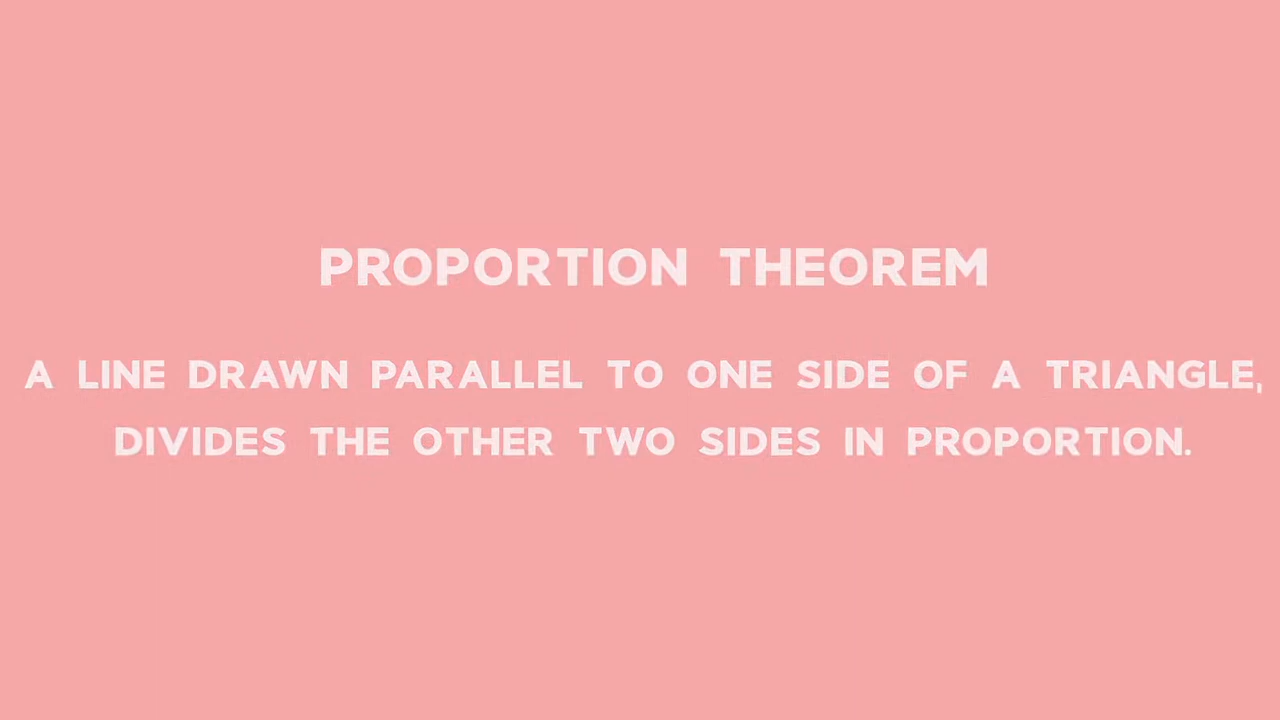 PROPORTION THEOREM
A LINE DRAWN PARALLEL TO ONE SIDE OF A TRIANGLE,
DIVIDES THE OTHER TWO SIDES IN PROPORTION.